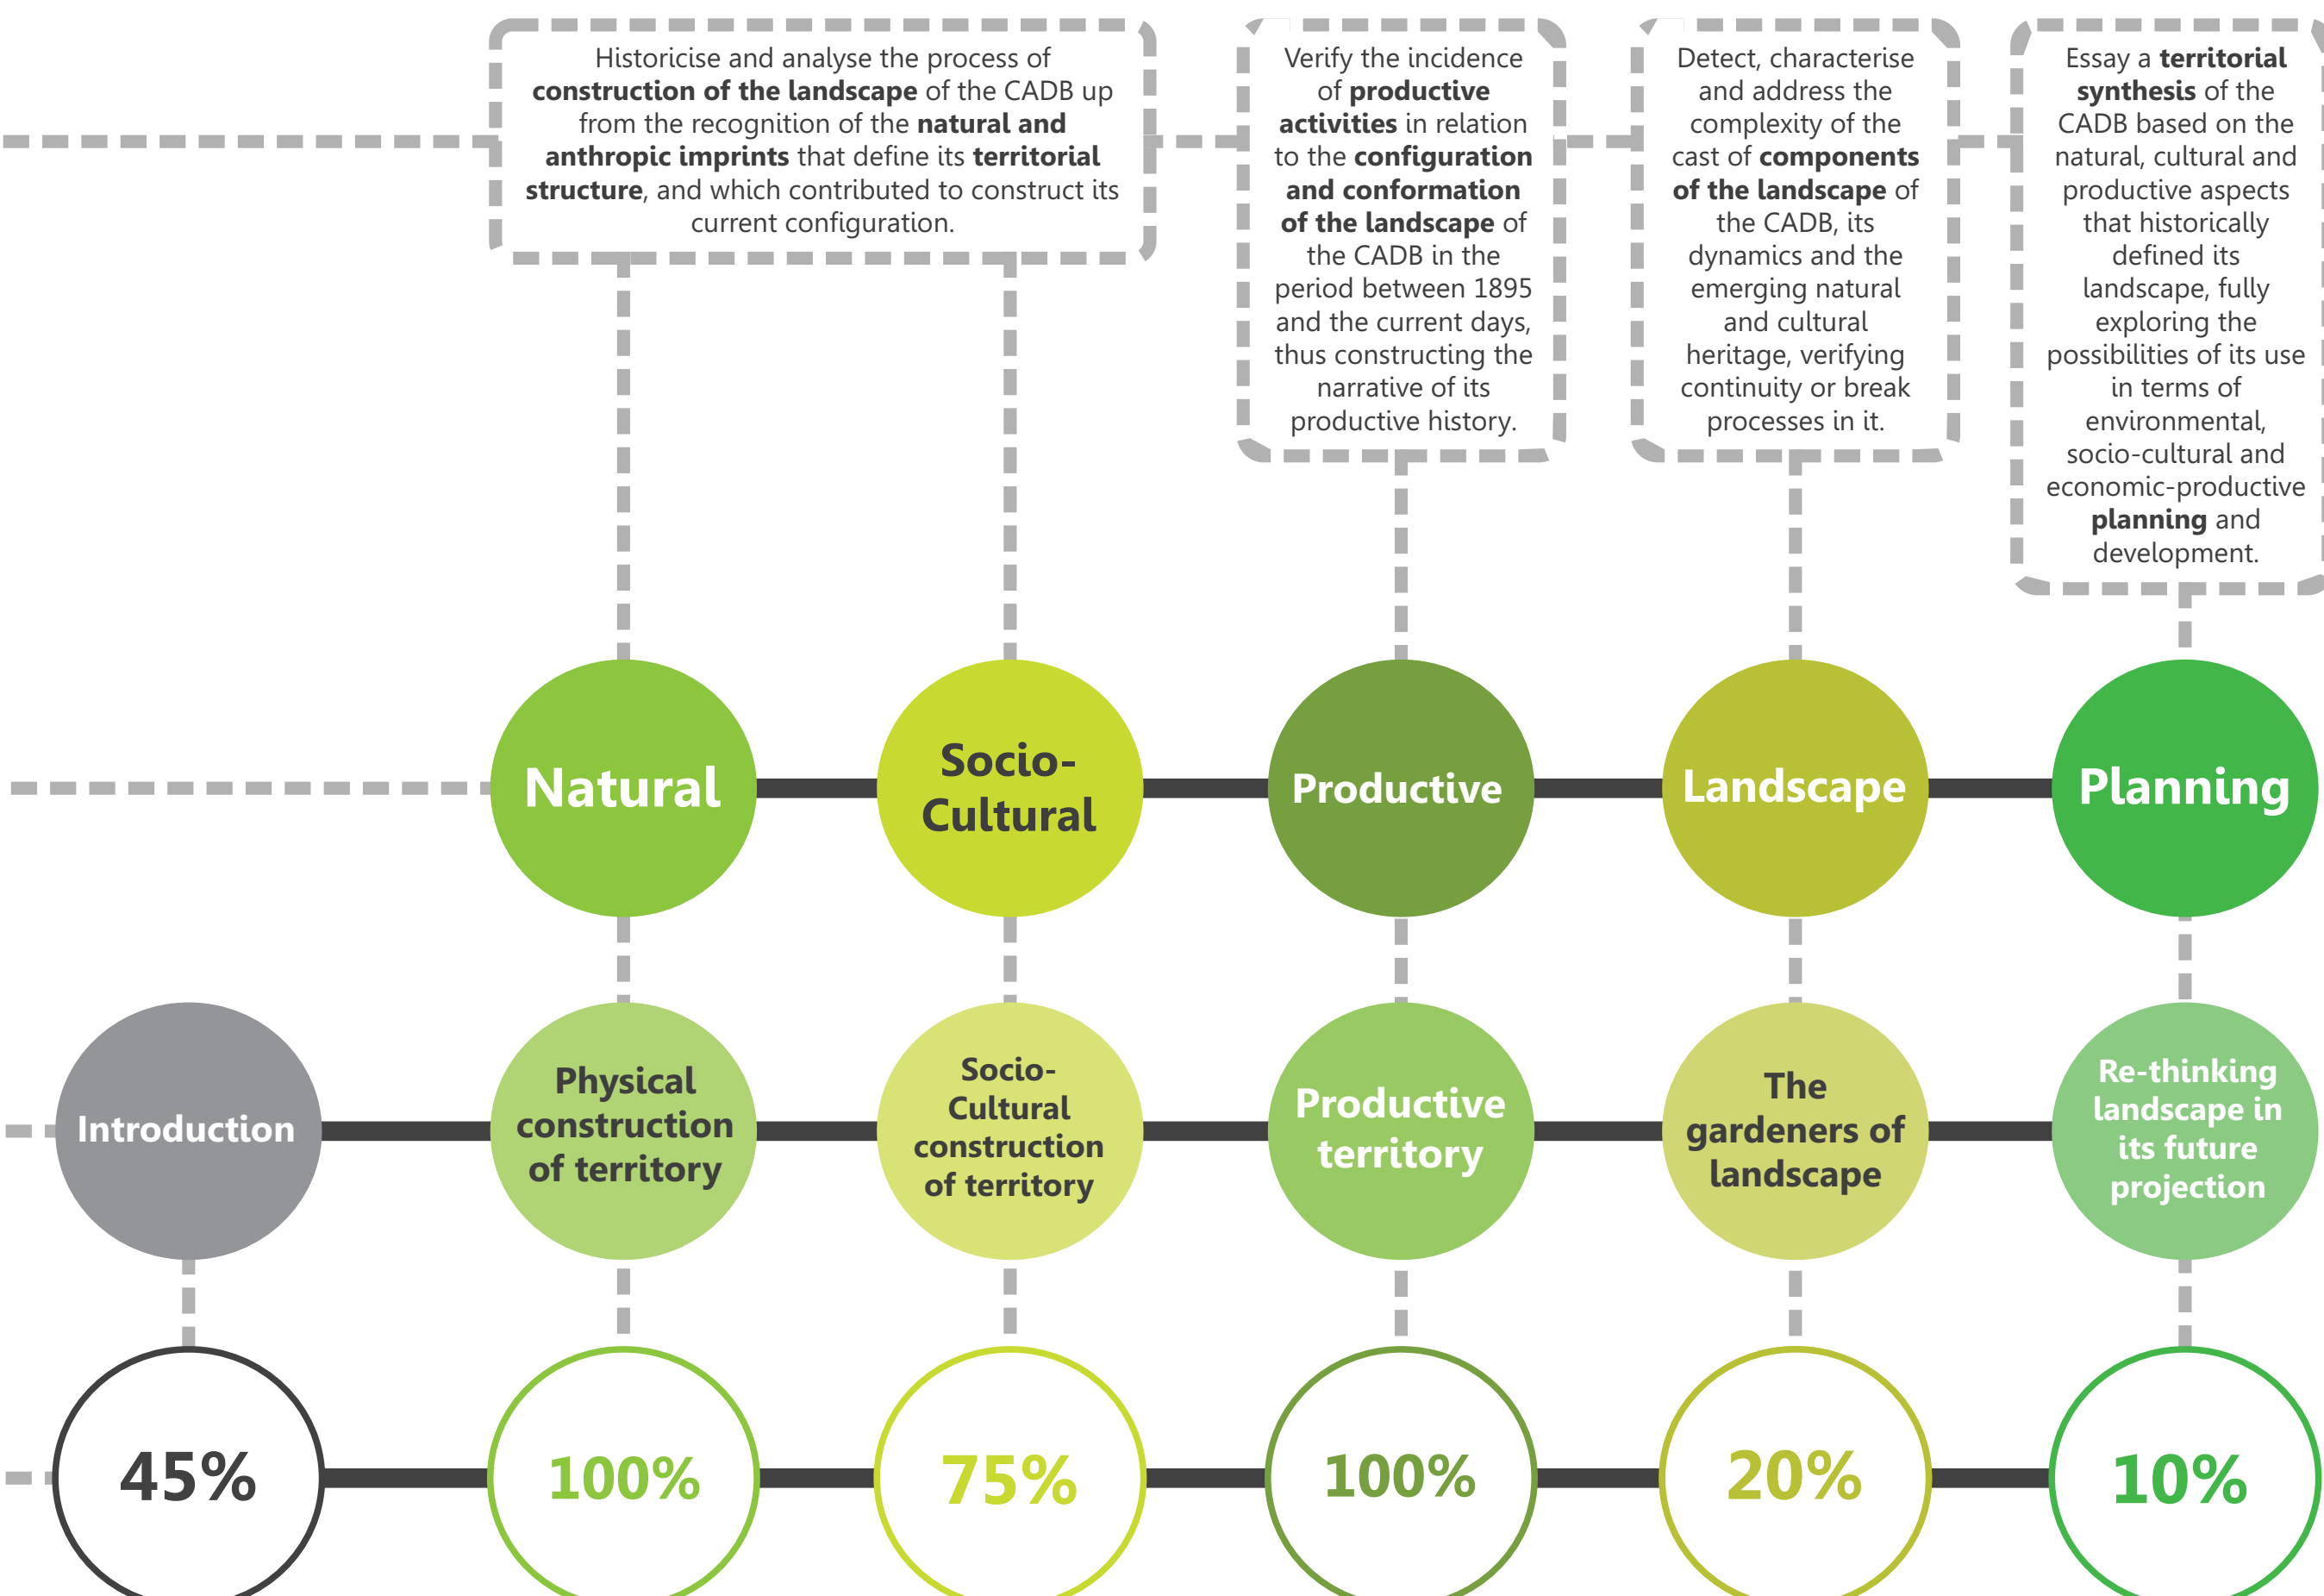 Historicise and analyse the process of
construction of the landscape of the CADB up
from the recognition of the natural and
anthropic imprints that define its territorial
structure, and which contributed to construct its
current configuration.
Verify the incidence
of productive
activities in relation
to the configuration
and conformation
of the landscape of
the CADB in the
period between 1895
and the current days,
thus constructing the
narrative of its
productive history.
Detect, characterise
and address the
complexity of the
cast of components
of the landscape of
the CADB, its
dynamics and the
emerging natural
and cultural
heritage, verifying
continuity or break
processes in it.
Essay a territorial
synthesis of the
CADB based on the
natural, cultural and
productive aspects
that historically
defined its
landscape, fully
exploring the
possibilities of its use
in terms of
environmental,
socio-cultural and
economic-productive
planning and
development.
Natural
Socio-
Cultural
Productive
Landscape
Planning
Introduction
Physical
construction
of territory
Socio-
Cultural
construction
of territory
Productive
territory
The
gardeners of
landscape
Re-thinking
landscape in
its future
projection
45%
100%
75%
100%
20%
10%